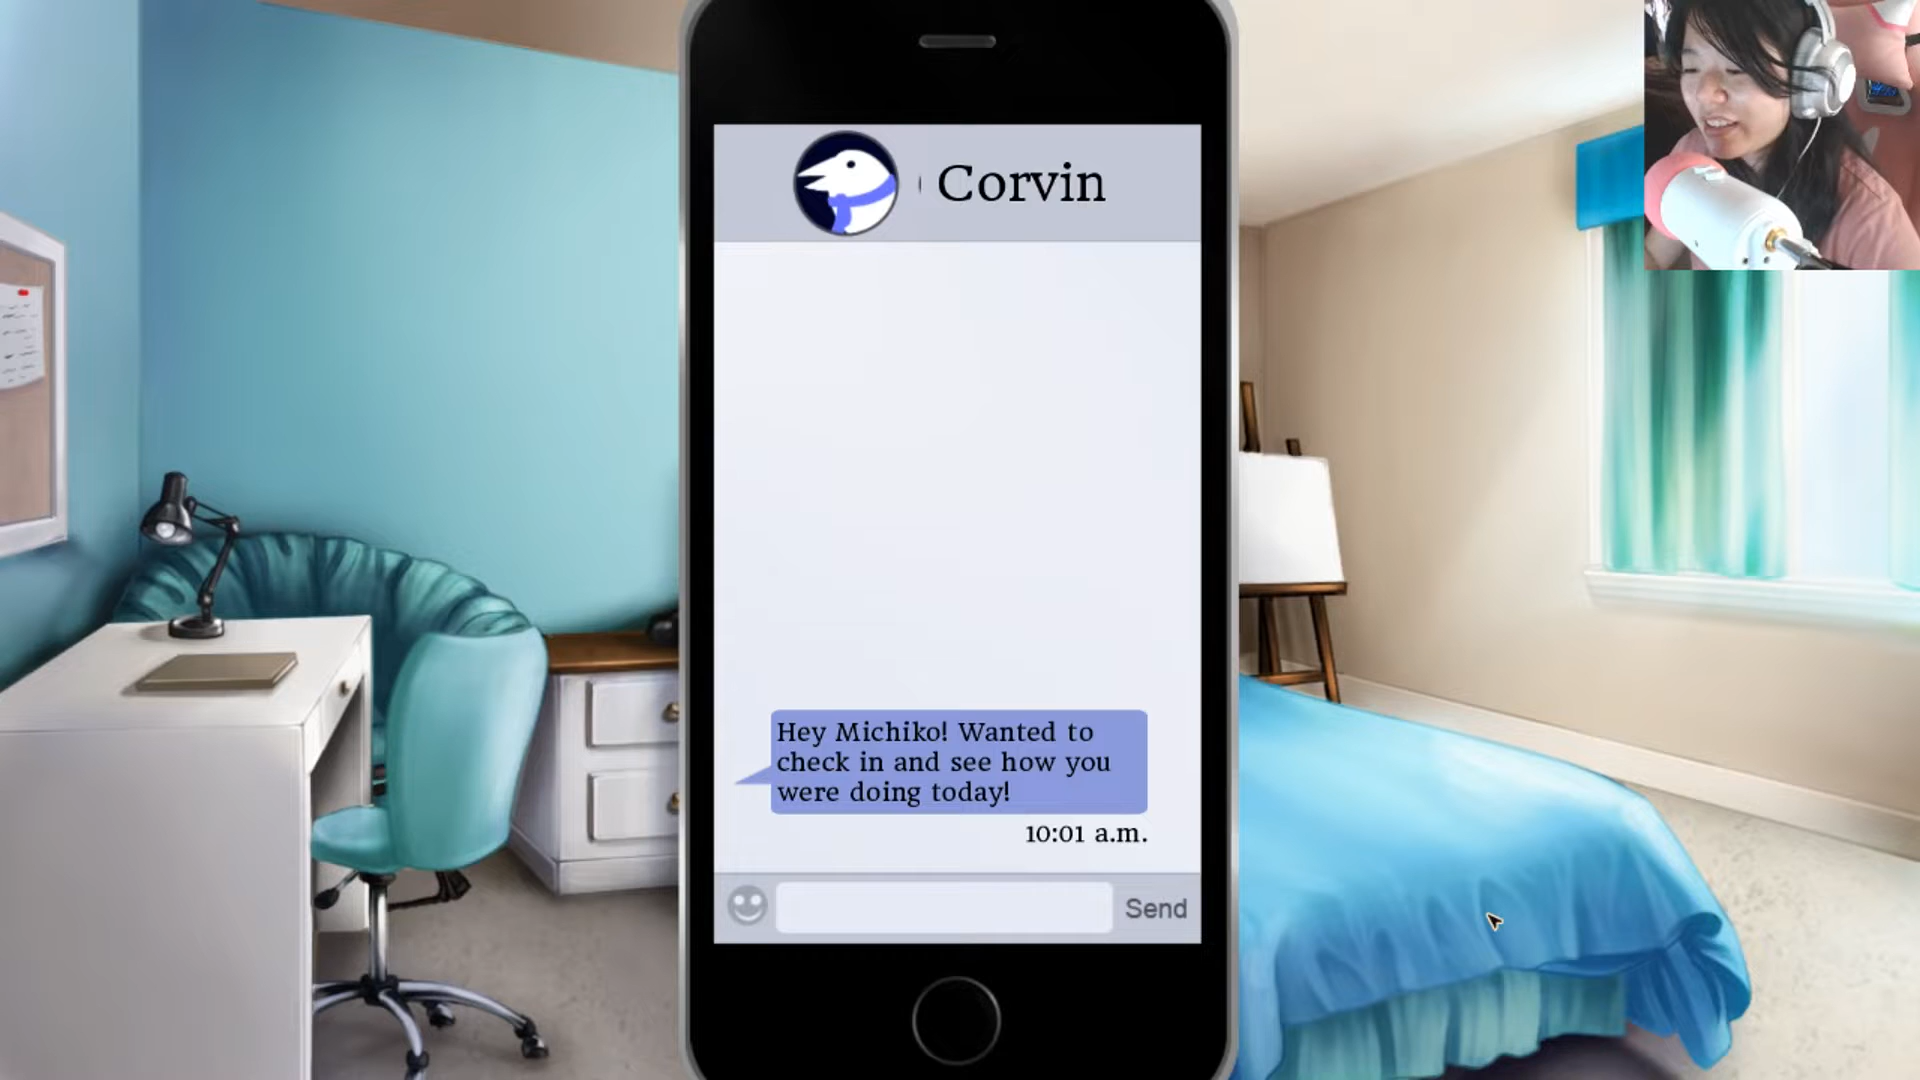 Corvin
Hey Michiko! Wanted to
check in and see how you
were doing today!
10:01 a.m.
Send